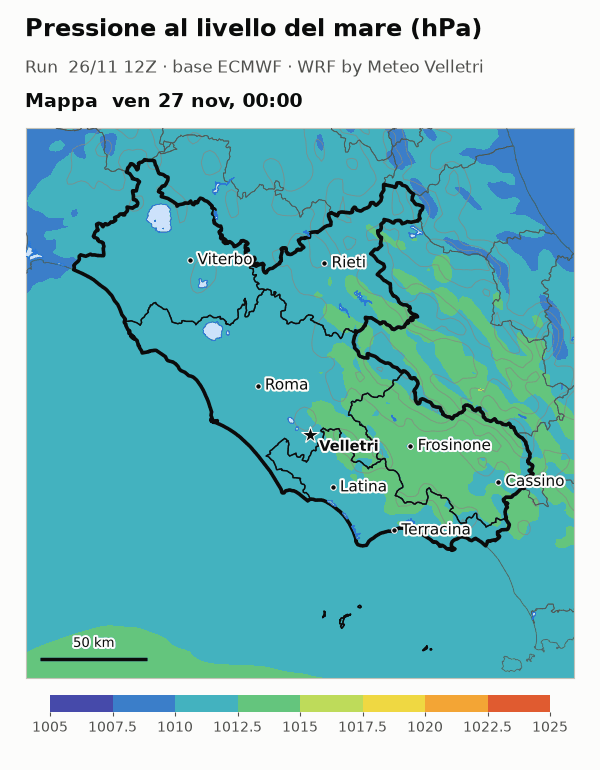 Pressione al livello del mare (hPa)
Run  26/11 12Z · base ECMWF · WRF by Meteo Velletri
Mappa  ven 27 nov, 00:00
Viterbo
Rieti
Roma
Velletri
Frosinone
Latina
Cassino
Terracina
50 km
1005 1007.5 1010 1012.5 1015 1017.5 1020 1022.5 1025